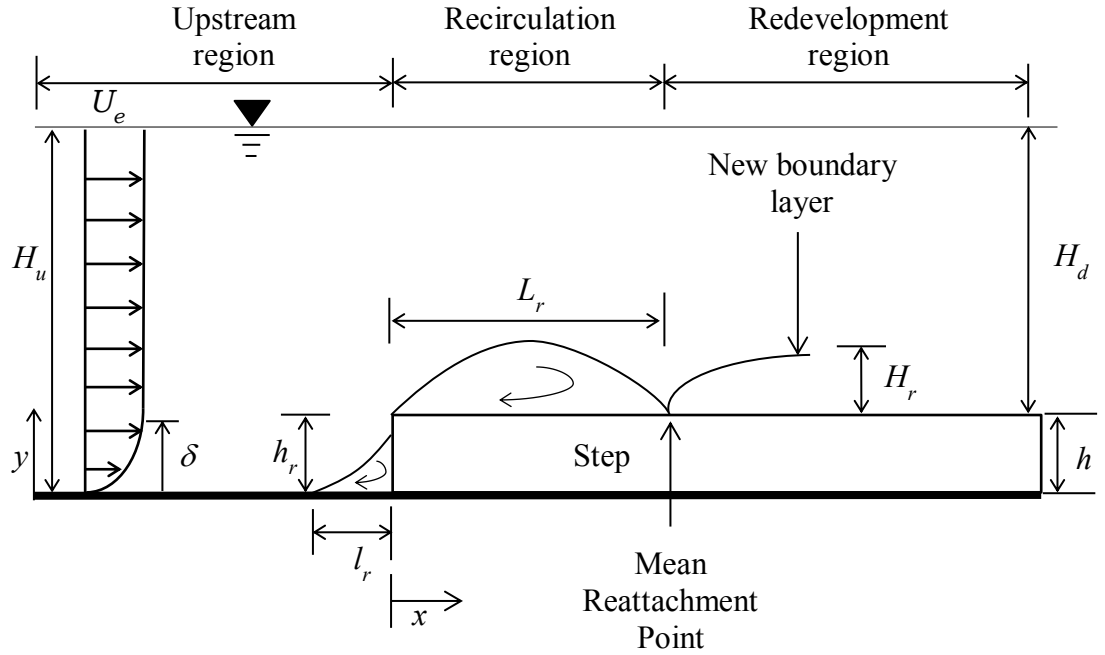 Upstream
region
Recirculation
region
Redevelopment
region
U_e
New boundary
layer
H_u
H_d
L_r
H_r
y
δ
h_r
Step
h
l_r
x
Mean
Reattachment
Point